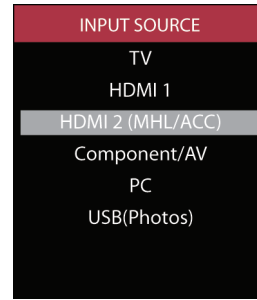 INPUT SOURCE
TV
HDMI 1
HDMI 2 (MHL/ACC)
Component/AV
PC
USB(Photos)